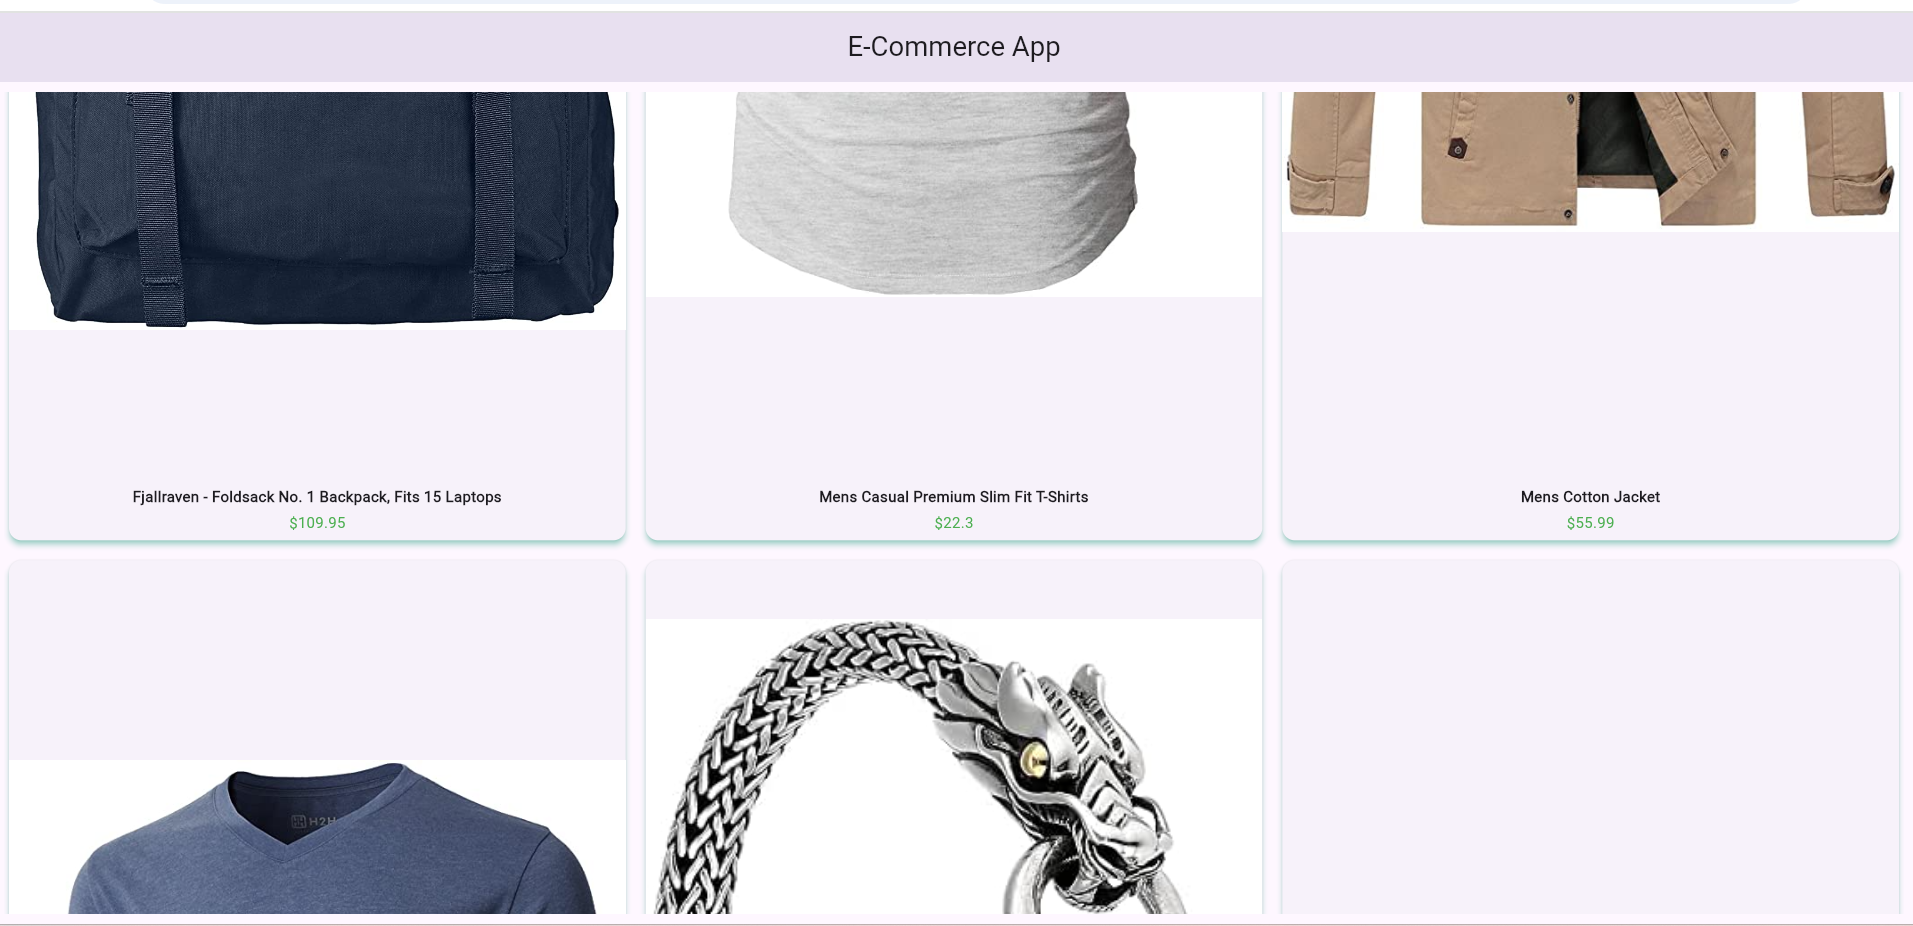 E-Commerce App
Fjallraven - Foldsack No. 1 Backpack, Fits 15 Laptops
$109.95
Mens Casual Premium Slim Fit T-Shirts
$22.3
Mens Cotton Jacket
$55.99
H2H